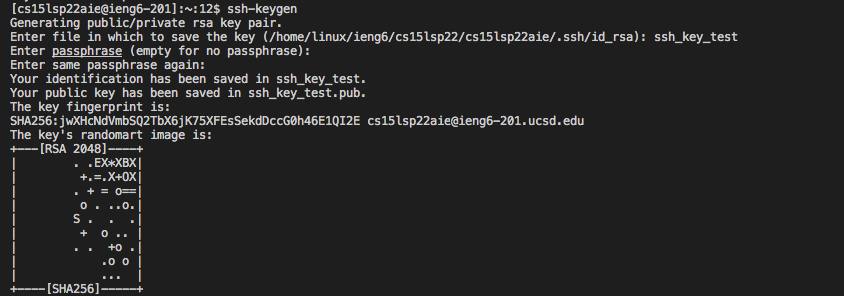 [cs15lsp22aie@ieng6-201]:~:12$ ssh-keygen
Generating public/private rsa key pair.
Enter file in which to save the key (/home/linux/ieng6/cs15lsp22/cs15lsp22aie/.ssh/id_rsa): ssh_key_test
Enter passphrase (empty for no passphrase):
Enter same passphrase again:
Your identification has been saved in ssh_key_test.
Your public key has been saved in ssh_key_test.pub.
The key fingerprint is:
SHA256:jwXHcNdVmbSQ2TbX6jK75XFEsSekdDccG0h46E1QI2E cs15lsp22aie@ieng6-201.ucsd.edu
The key's randomart image is:
+---[RSA 2048]----+
|        . .EX*XBX|
|         +.=.X+OX|
|        . + = o==|
|         o . ..o.|
|        S .  .  .|
|         +  o .. |
|        . .  +o .|
|            .o o |
|            ...  |
+----[SHA256]-----+